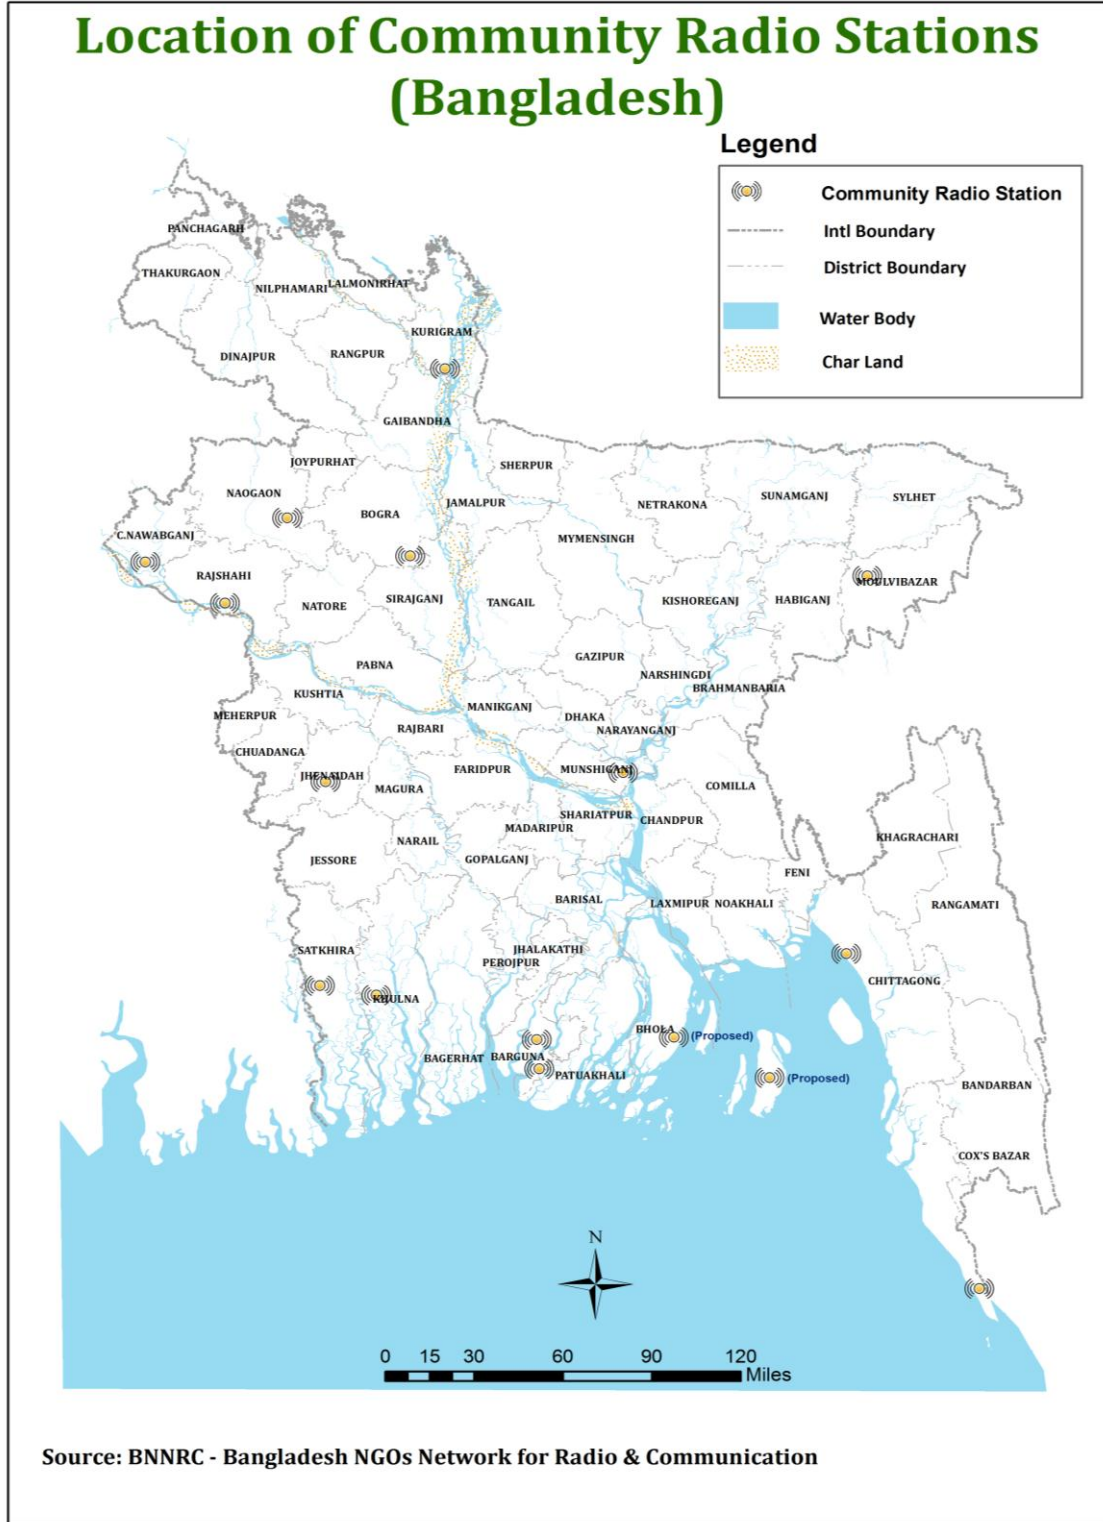 Location of Community Radio Stations
(Bangladesh)
Legend
Community Radio Station
Intl Boundary
District Boundary
Water Body
Char Land
PANCHAGARH
THAKURGAON
NILPHAMARI
LALMONIRHAT
KURIGRAM
DINAJPUR
RANGPUR
GAIBANDHA
JOYPURHAT
SHERPUR
NAOGAON
BOGRA
JAMALPUR
NETRAKONA
SUNAMGANJ
SYLHET
C.NAWABGANJ
MYMENSINGH
RAJSHAHI
NATORE
SIRAJGANJ
TANGAIL
KISHOREGANJ
HABIGANJ
MOULVIBAZAR
PABNA
GAZIPUR
NARSHINGDI
BRAHMANBARIA
KUSHTIA
MEHERPUR
MANIKGANJ
DHAKA
NARAYANGANJ
RAJBARI
CHUADANGA
JHENAIDAH
MAGURA
FARIDPUR
MUNSHIGANJ
COMILLA
SHARIATPUR
CHANDPUR
MADARIPUR
NARAIL
KHAGRACHARI
JESSORE
GOPALGANJ
FENI
BARISAL
LAXMIPUR
NOAKHALI
RANGAMATI
SATKHIRA
JHALAKATHI
PEROJPUR
CHITTAGONG
KHULNA
BHOLA
(Proposed)
BAGERHAT
BARGUNA
PATUAKHALI
(Proposed)
BANDARBAN
COX'S BAZAR
N
0 15 30 60 90 120
Miles
Source: BNNRC - Bangladesh NGOs Network for Radio & Communication